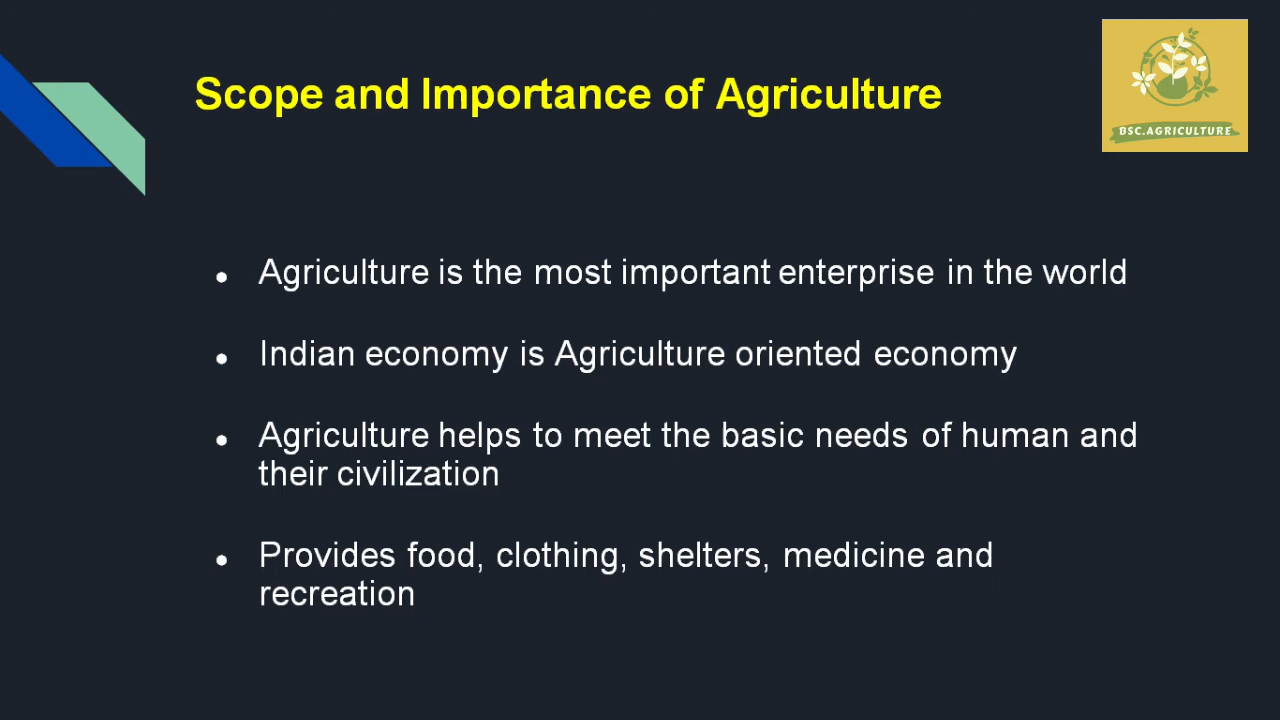 Scope and Importance of Agriculture
BSC.AGRICULTURE
• Agriculture is the most important enterprise in the world
• Indian economy is Agriculture oriented economy
• Agriculture helps to meet the basic needs of human and
their civilization
• Provides food, clothing, shelters, medicine and
recreation